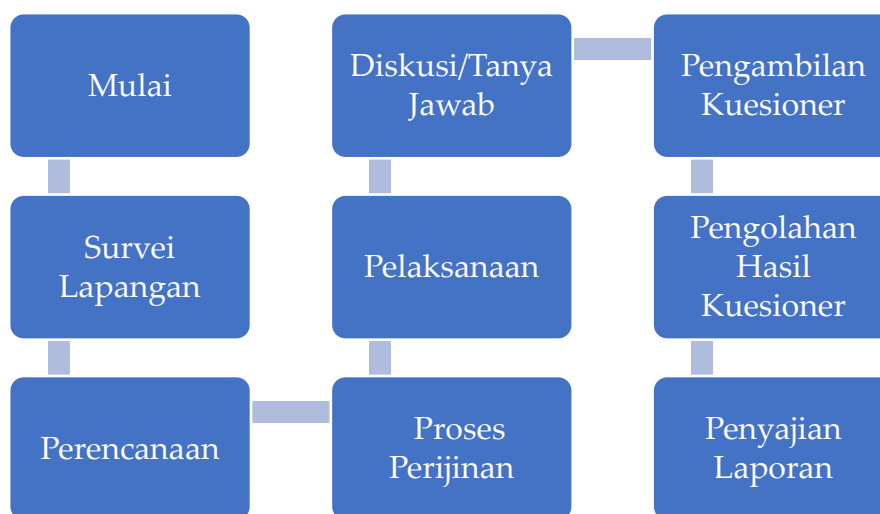 Mulai
Survei
Lapangan
Perencanaan
Proses
Perijinan
Pelaksanaan
Diskusi/Tanya
Jawab
Pengambilan
Kuesioner
Pengolahan
Hasil
Kuesioner
Penyajian
Laporan